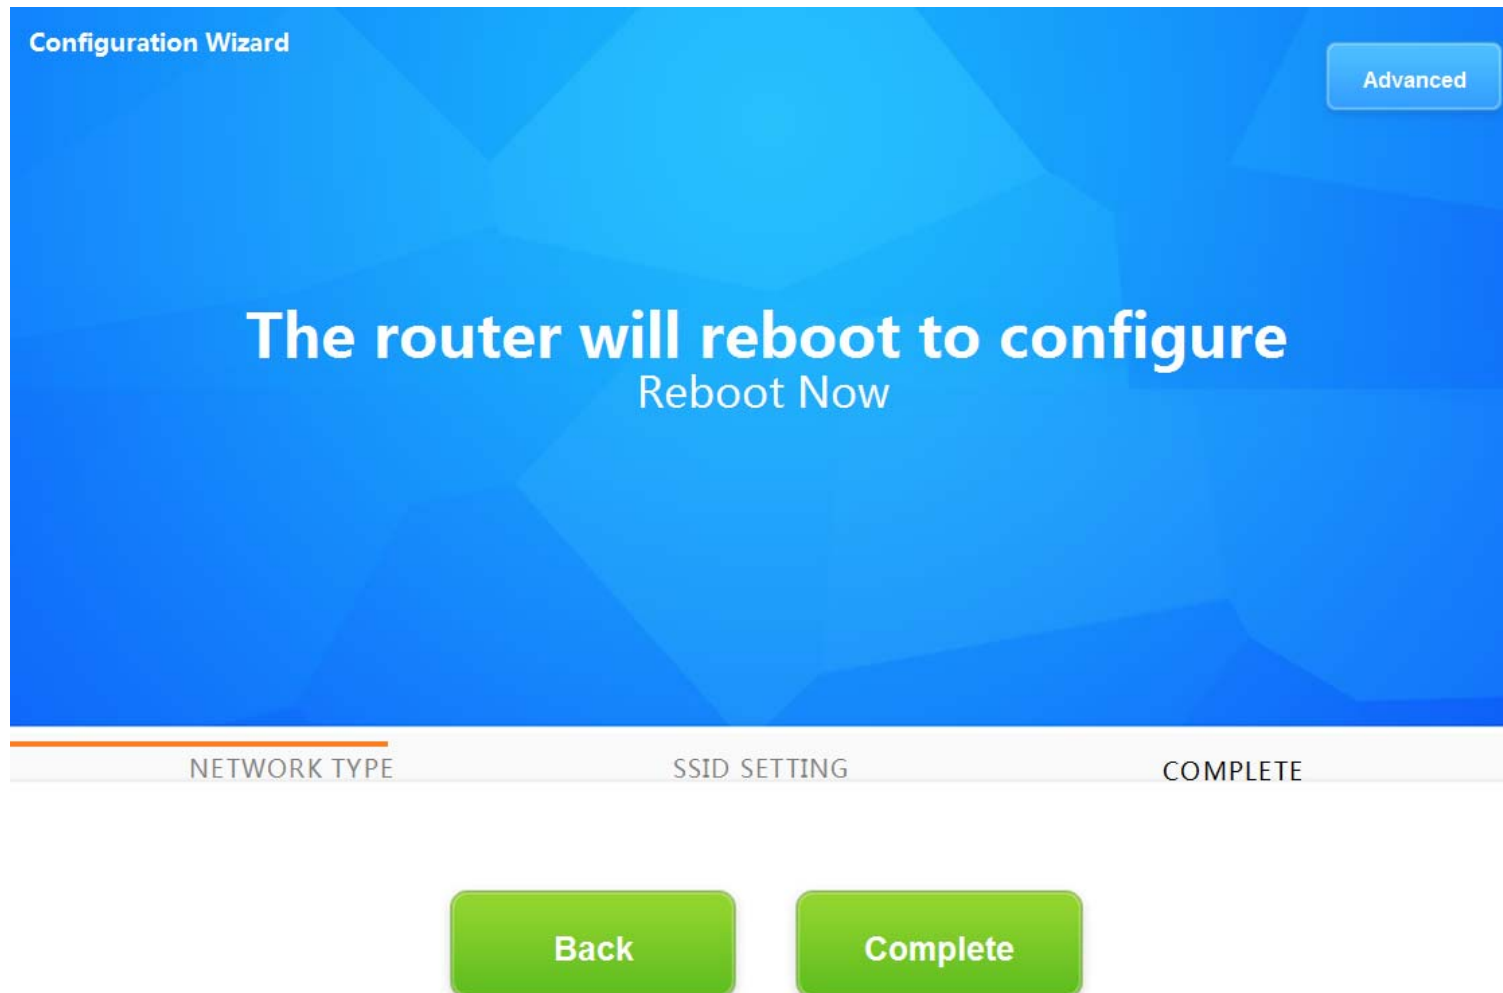 Configuration Wizard
Advanced
The router will reboot to configure
Reboot Now
NETWORK TYPE
SSID SETTING
COMPLETE
Back
Complete